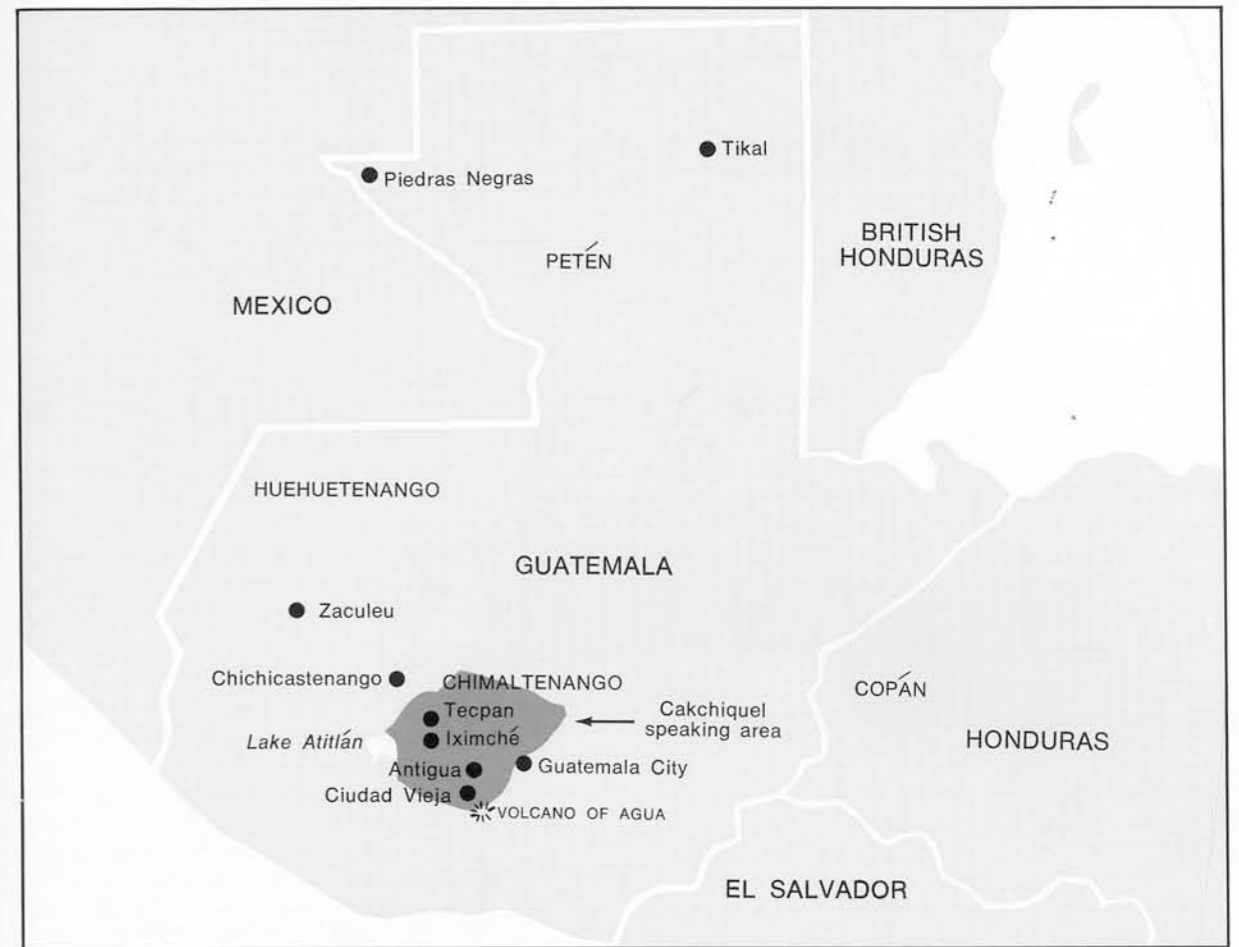 Tikal
Piedras Negras
BRITISH
HONDURAS
PETÉN
MEXICO
HUEHUETENANGO
GUATEMALA
Zaculeu
Chichicastenango
CHIMALTENANGO
COPÁN
Tecpan
Cakchiquel
speaking area
Lake Atitlán
Iximché
HONDURAS
Antigua
Guatemala City
Ciudad Vieja
VOLCANO OF AGUA
EL SALVADOR